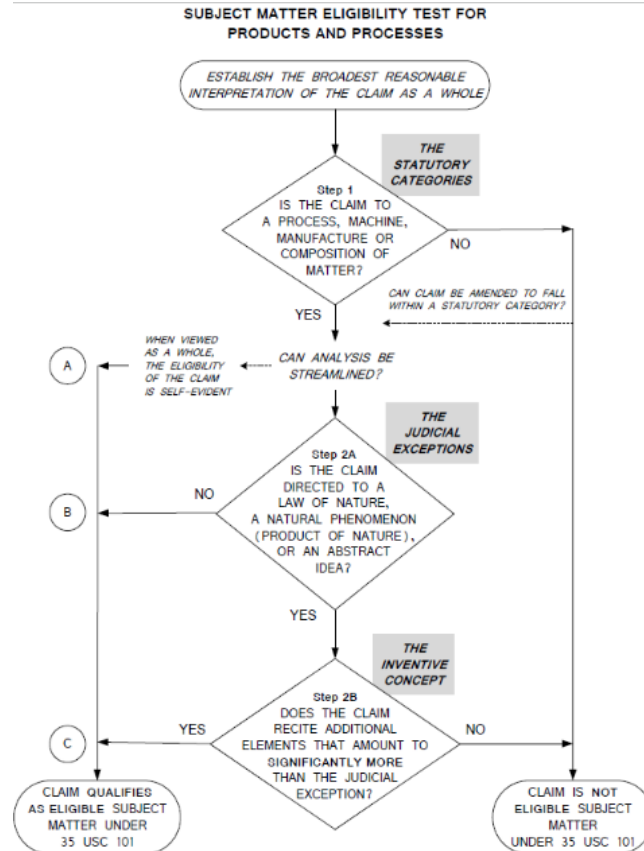 SUBJECT MATTER ELIGIBILITY TEST FOR
PRODUCTS AND PROCESSES
ESTABLISH THE BROADEST REASONABLE
INTERPRETATION OF THE CLAIM AS A WHOLE
THE
STATUTORY
CATEGORIES
Step 1
IS THE CLAIM TO
A PROCESS, MACHINE,
MANUFACTURE OR
COMPOSITION OF
MATTER?
NO
YES
CAN CLAIM BE AMENDED TO FALL
WITHIN A STATUTORY CATEGORY?
A
WHEN VIEWED
AS A WHOLE,
THE ELIGIBILITY
OF THE CLAIM
IS SELF-EVIDENT
CAN ANALYSIS BE
STREAMLINED?
THE
JUDICIAL
EXCEPTIONS
Step 2A
IS THE CLAIM
DIRECTED TO A
LAW OF NATURE,
A NATURAL PHENOMENON
(PRODUCT OF NATURE),
OR AN ABSTRACT
IDEA?
NO
B
YES
THE
INVENTIVE
CONCEPT
Step 2B
DOES THE CLAIM
RECITE ADDITIONAL
ELEMENTS THAT AMOUNT TO
SIGNIFICANTLY MORE
THAN THE JUDICIAL
EXCEPTION?
YES
NO
C
CLAIM QUALIFIES
AS ELIGIBLE SUBJECT
MATTER UNDER
35 USC 101
CLAIM IS NOT
ELIGIBLE SUBJECT
MATTER
UNDER 35 USC 101